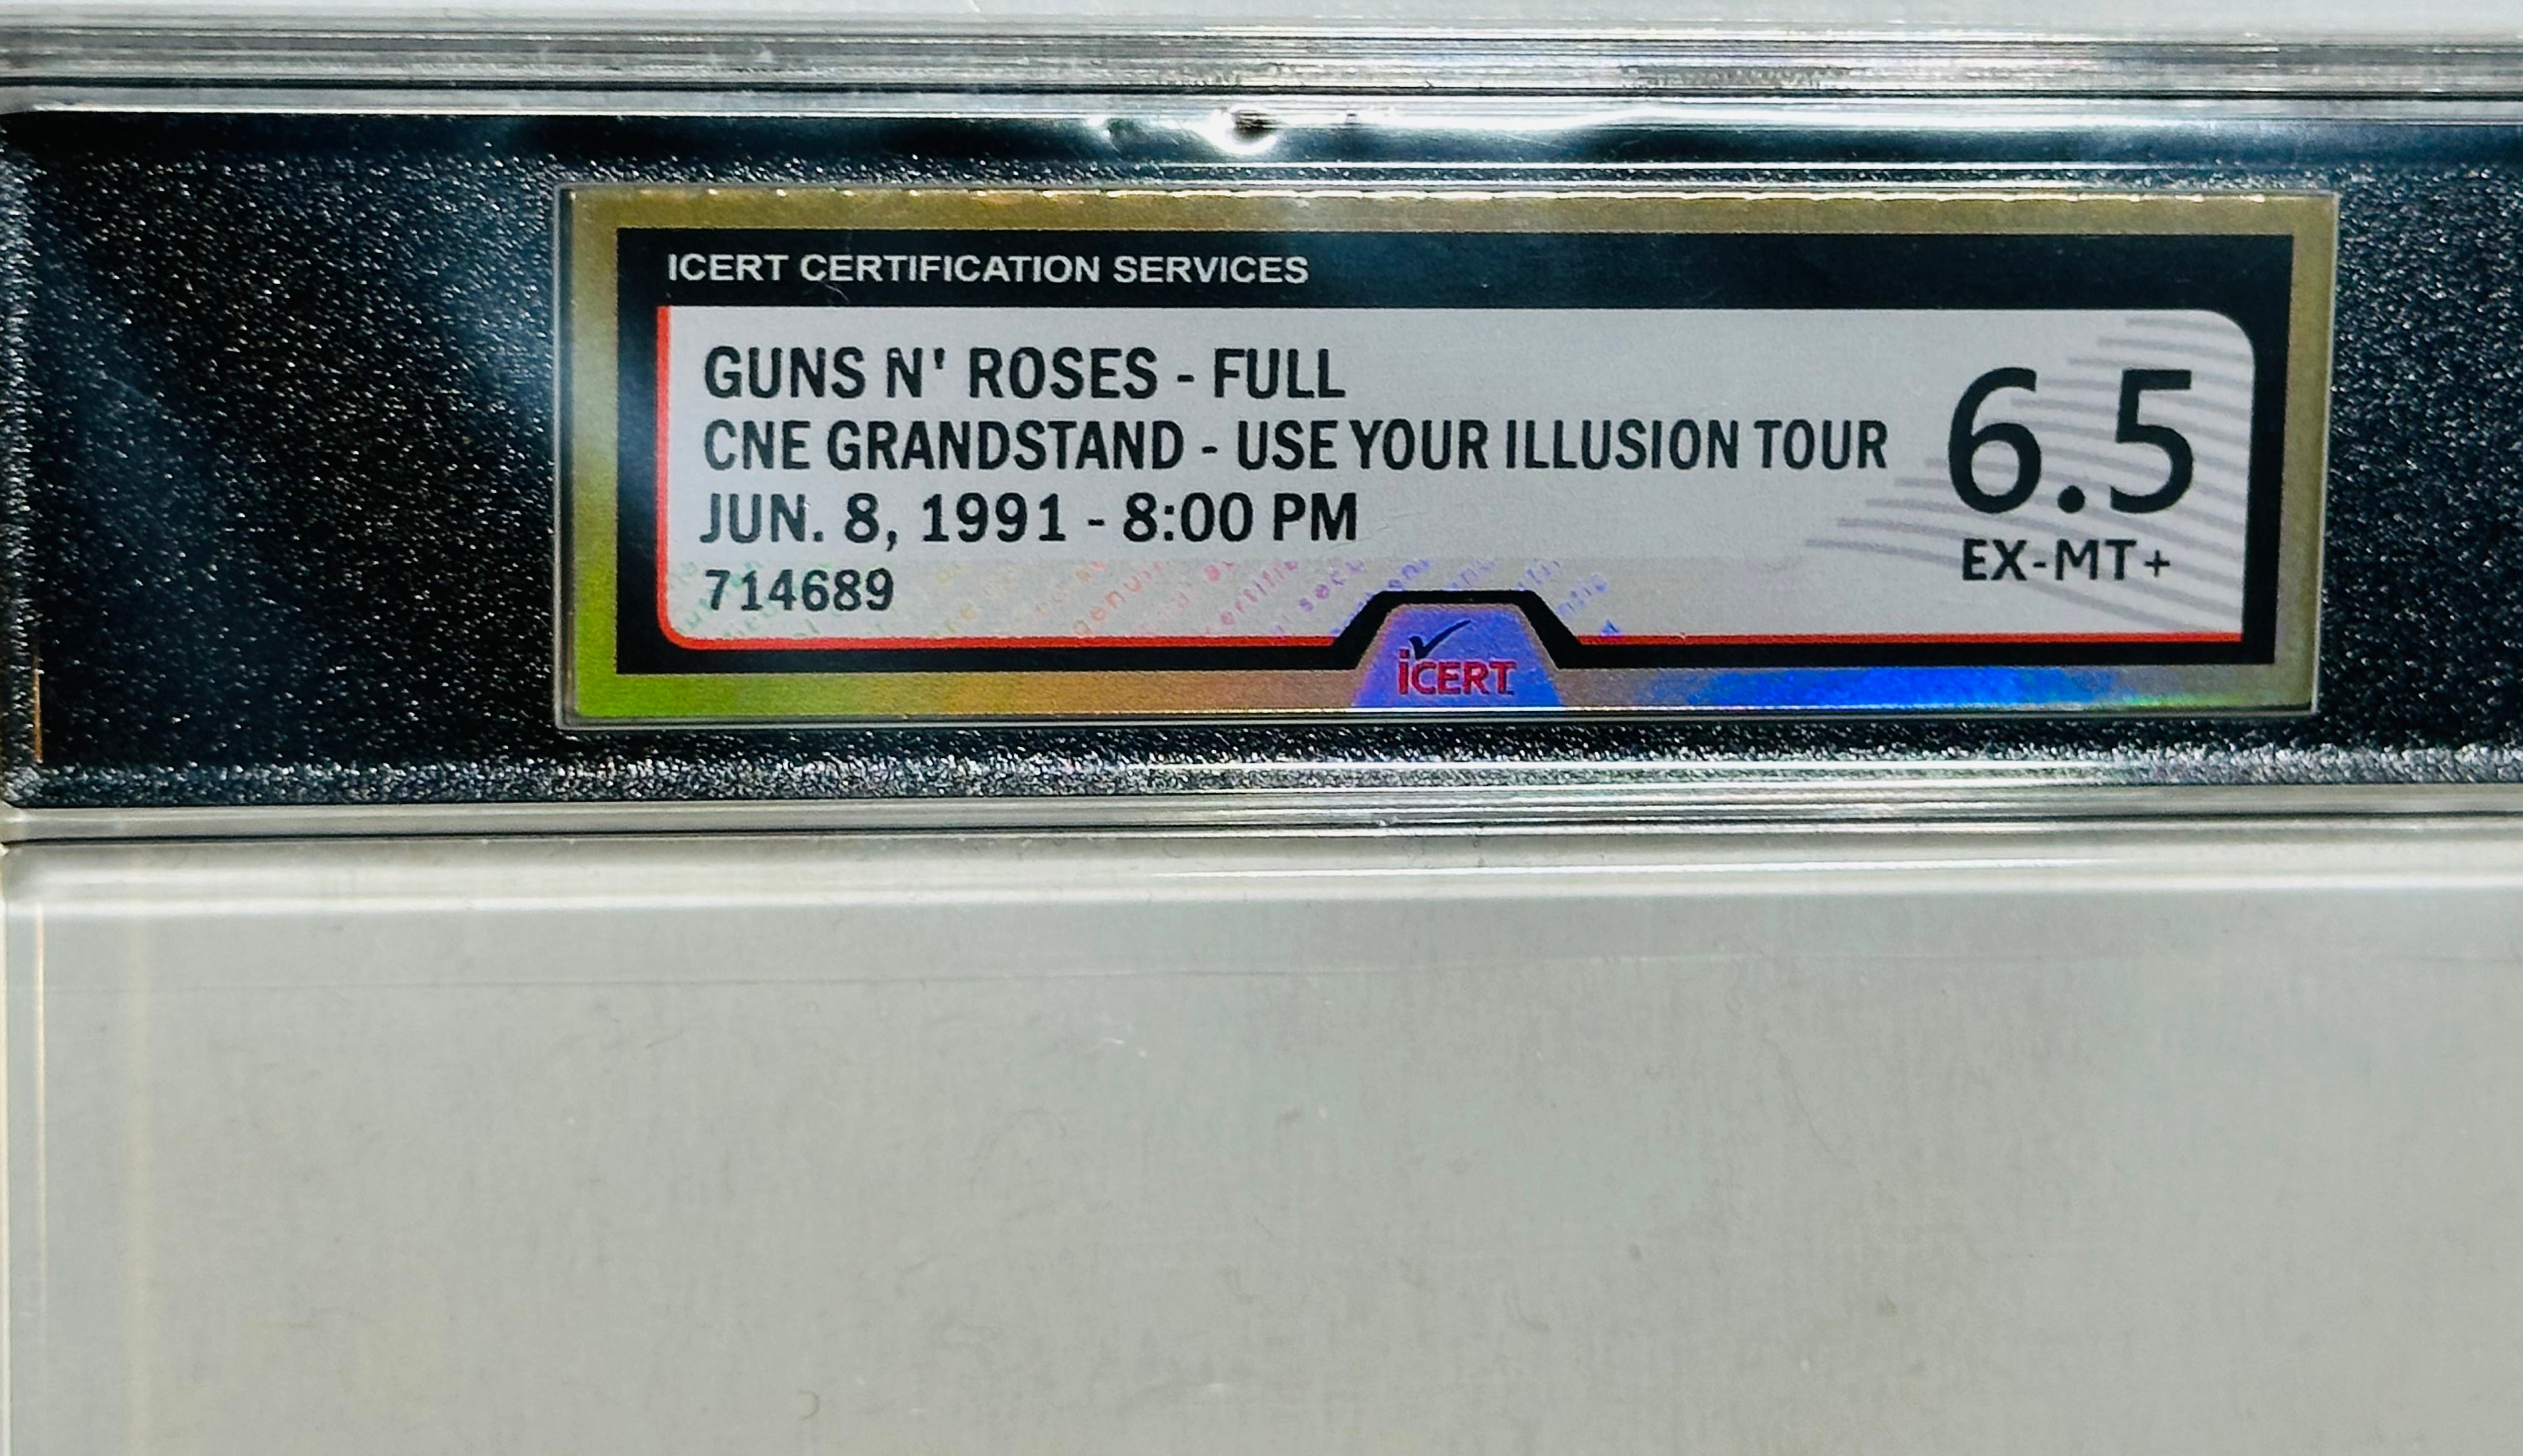 ICERT CERTIFICATION SERVICES
GUNS N' ROSES - FULL
CNE GRANDSTAND - USE YOUR ILLUSION TOUR
JUN. 8, 1991 - 8:00 PM
714689
6.5
EX-MT+
iCERT